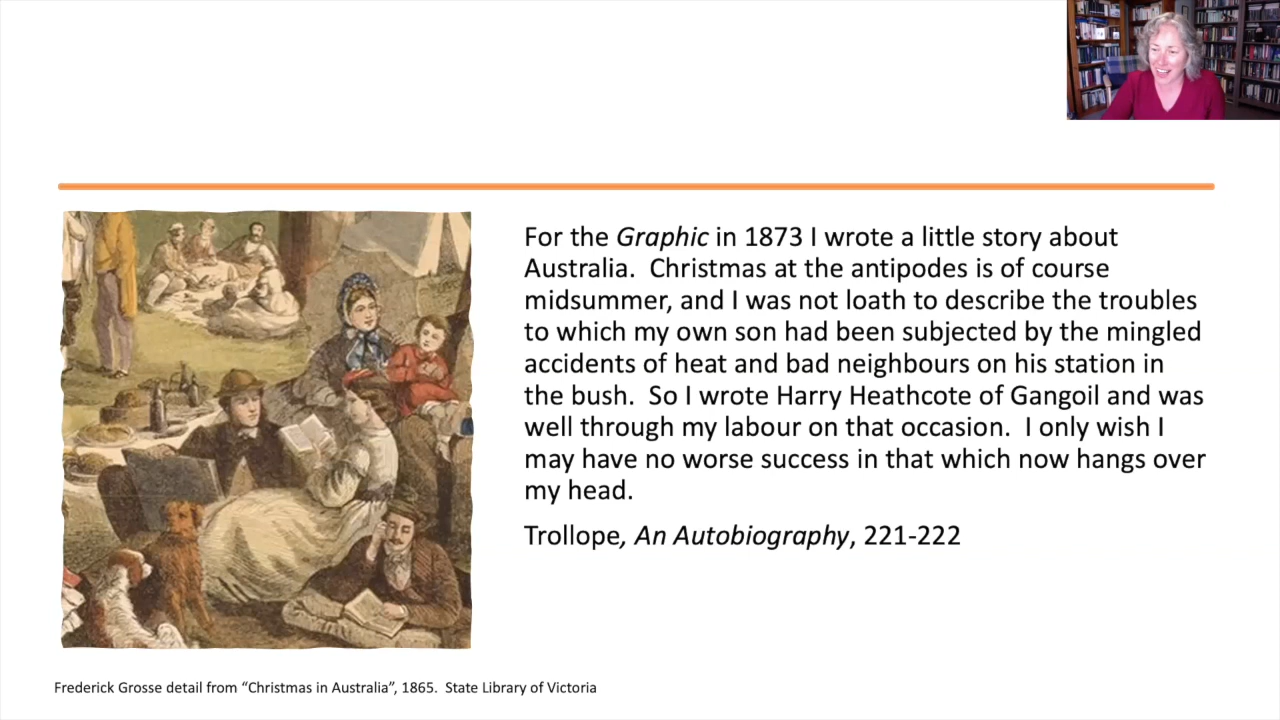 For the Graphic in 1873 I wrote a little story about
Australia.  Christmas at the antipodes is of course
midsummer, and I was not loath to describe the troubles
to which my own son had been subjected by the mingled
accidents of heat and bad neighbours on his station in
the bush.  So I wrote Harry Heathcote of Gangoil and was
well through my labour on that occasion.  I only wish I
may have no worse success in that which now hangs over
my head.
Trollope, An Autobiography, 221-222
Frederick Grosse detail from “Christmas in Australia”, 1865.  State Library of Victoria